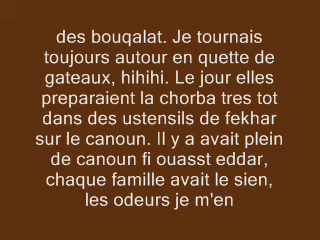 des bouqalat. Je tournais
toujours autour en quette de
gateaux, hihihi. Le jour elles
preparaient la chorba tres tot
dans des ustensils de fekhar
sur le canoun. Il y a avait plein
de canoun fi ouasst eddar,
chaque famille avait le sien,
les odeurs je m'en